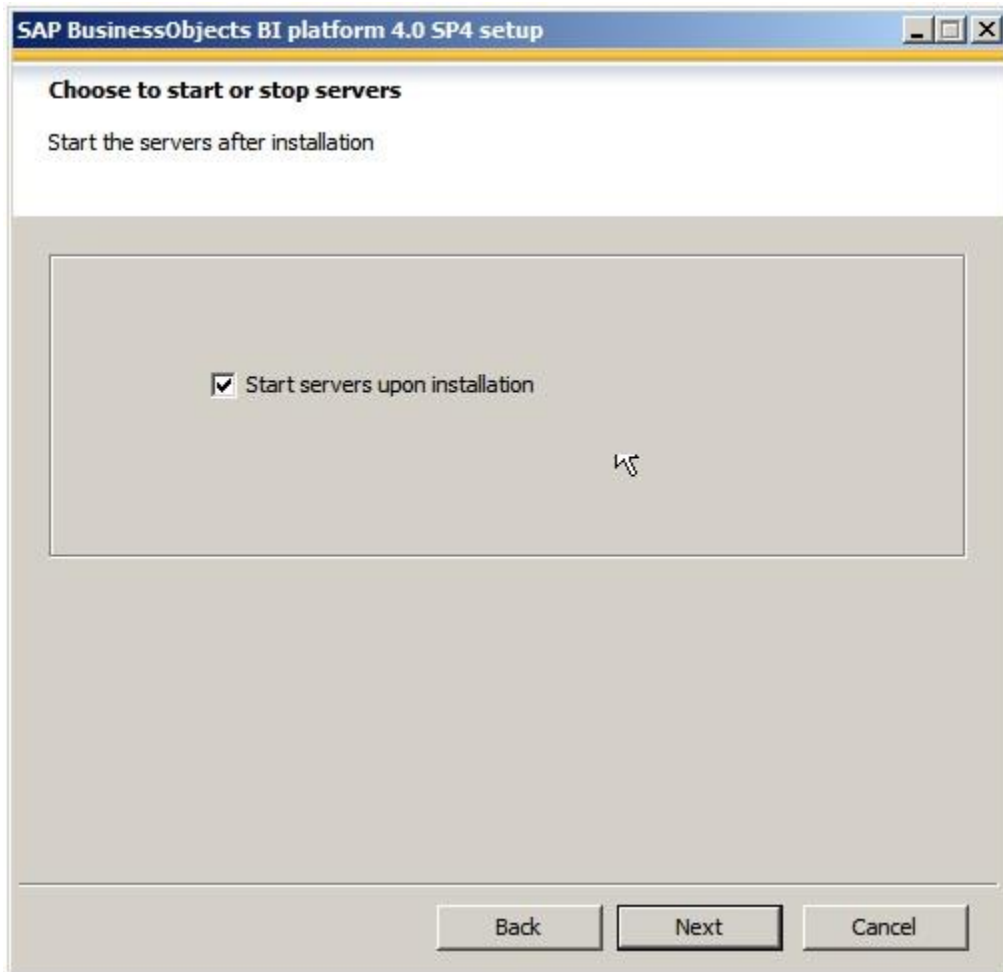 SAP BusinessObjects BI platform 4.0 SP4 setup
Choose to start or stop servers
Start the servers after installation
Start servers upon installation
Back Next Cancel